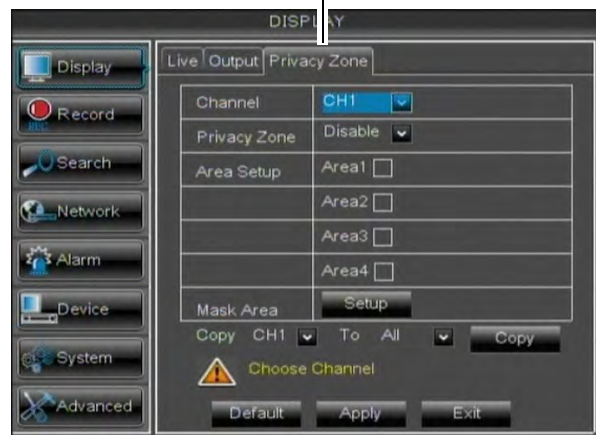 DISPLAY
Display
Record
REC
Search
Network
Alarm
Device
System
Advanced
Live Output Privacy Zone
Channel CH1
Privacy Zone Disable
Area Setup Area1
Area2
Area3
Area4
Mask Area Setup
Copy CH1 To All Copy
Choose Channel
Default Apply Exit